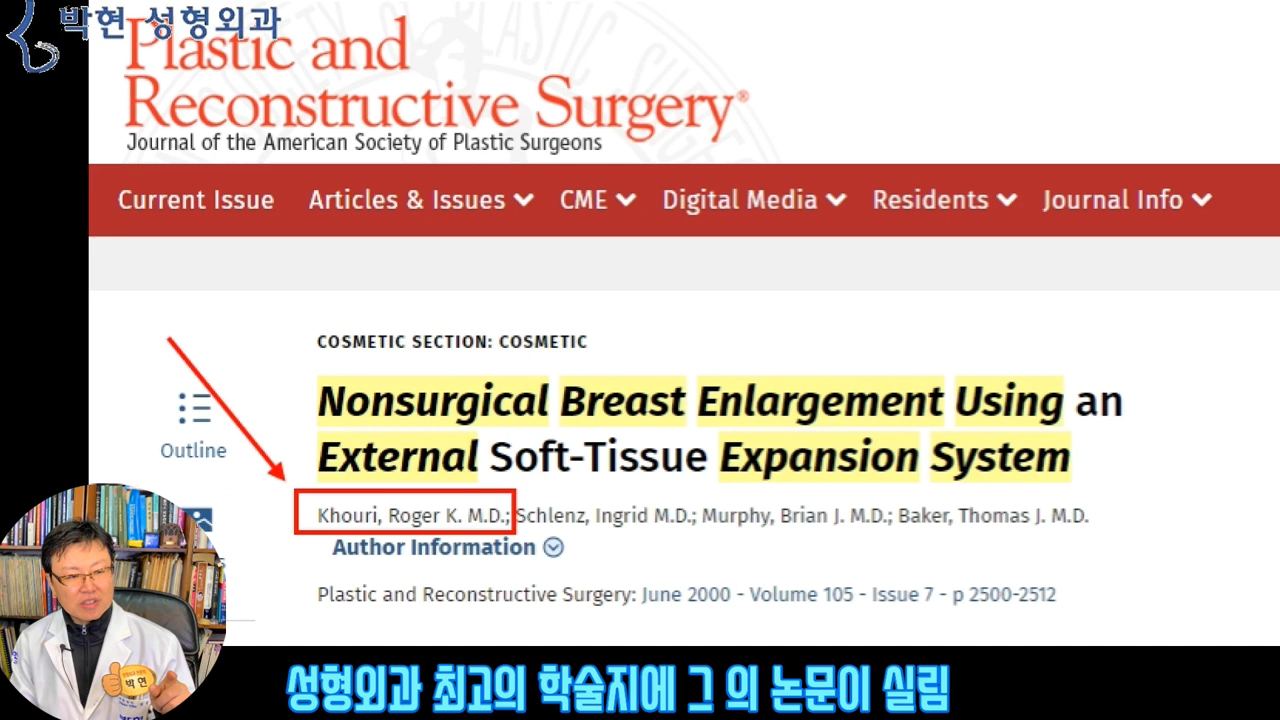 박현 성형외과
Plastic and
Reconstructive Surgery®
Journal of the American Society of Plastic Surgeons
Current Issue Articles & Issues CME Digital Media Residents Journal Info
COSMETIC SECTION: COSMETIC
Nonsurgical Breast Enlargement Using an
External Soft-Tissue Expansion System
Outline
Khouri, Roger K. M.D.; Schlenz, Ingrid M.D.; Murphy, Brian J. M.D.; Baker, Thomas J. M.D.
Author Information
Plastic and Reconstructive Surgery: June 2000 - Volume 105 - Issue 7 - p 2500-2512
박현
성형외과 최고의 학술지에 그 의 논문이 실림